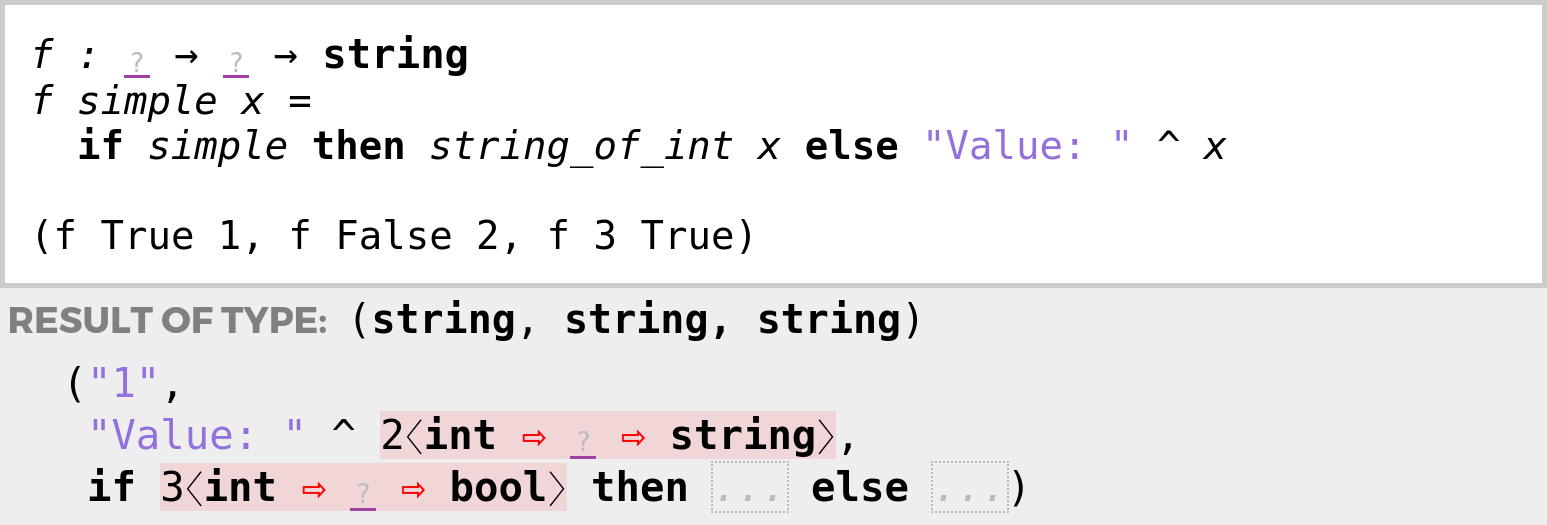 f : ? → ? → string
f simple x =
if simple then string_of_int x else "Value: " ^ x
(f True 1, f False 2, f 3 True)
RESULT OF TYPE: (string, string, string)
("1",
"Value: " ^ 2〈int ⇨ ? ⇨ string〉,
if 3〈int ⇨ ? ⇨ bool〉 then ... else ...)